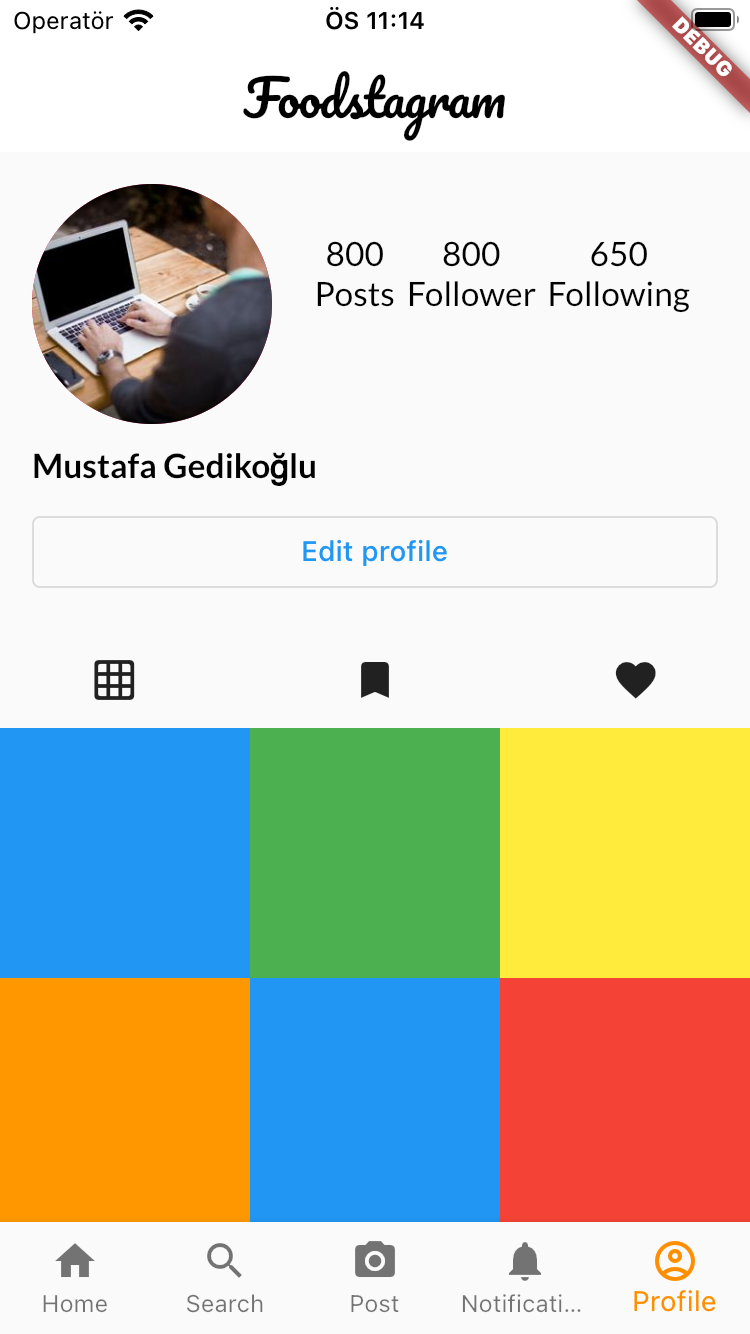 Operatör ÖS 11:14
DEBUG
Foodstagram
800 800 650
Posts Follower Following
Mustafa Gedikoğlu
Edit profile
Home Search Post Notificati... Profile